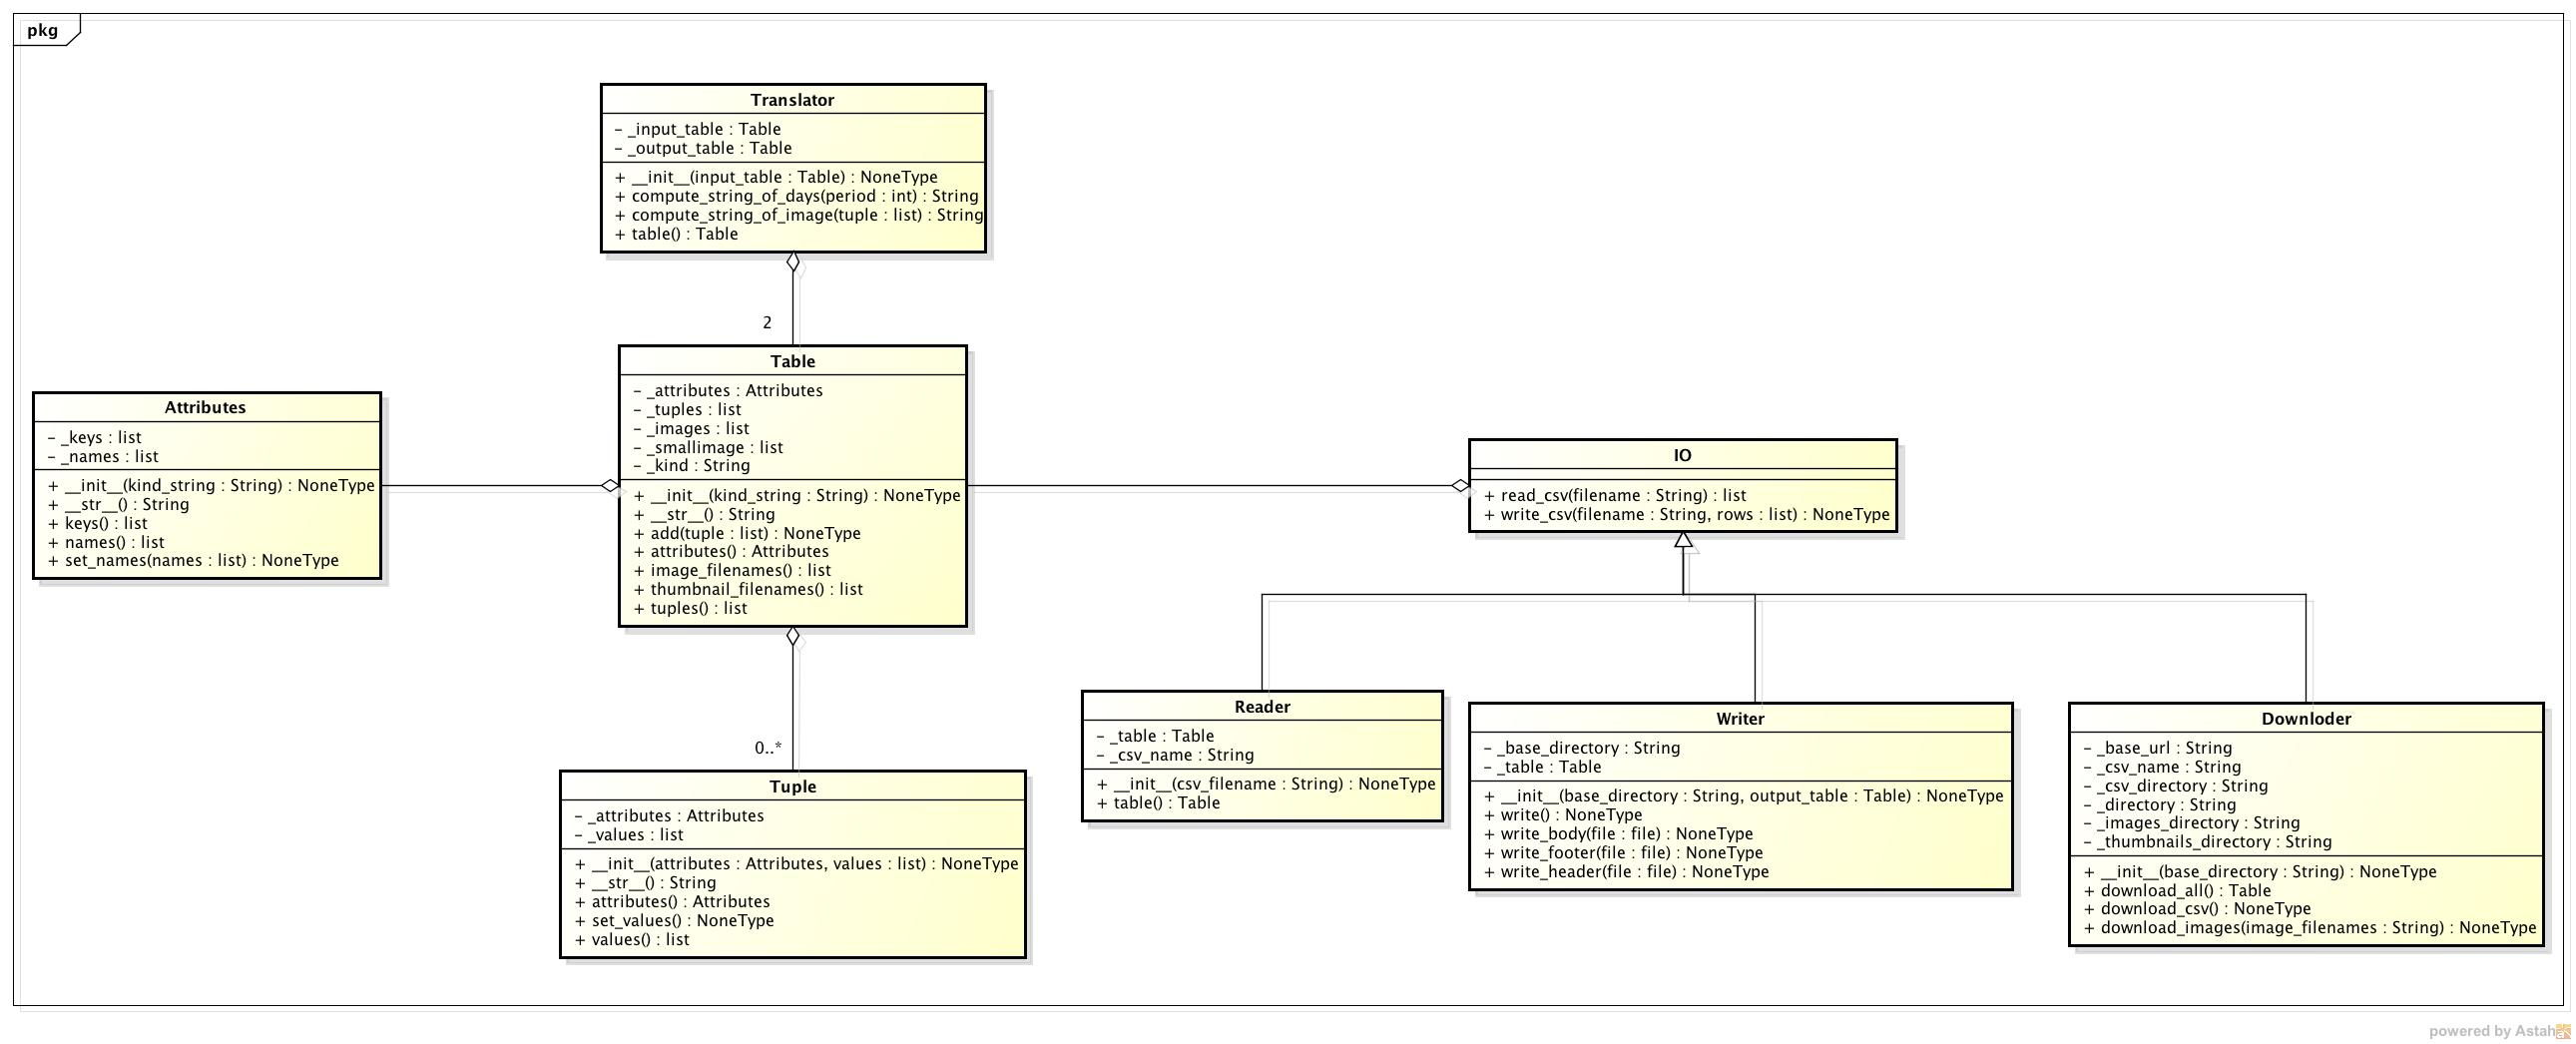 pkg
Translator
− _input_table : Table
− _output_table : Table
+ __init__(input_table : Table) : NoneType
+ compute_string_of_days(period : int) : String
+ compute_string_of_image(tuple : list) : String
+ table() : Table
2
Table
− _attributes : Attributes
− _tuples : list
− _images : list
− _smallimage : list
− _kind : String
+ __init__(kind_string : String) : NoneType
+ __str__() : String
+ add(tuple : list) : NoneType
+ attributes() : Attributes
+ image_filenames() : list
+ thumbnail_filenames() : list
+ tuples() : list
Attributes
− _keys : list
− _names : list
+ __init__(kind_string : String) : NoneType
+ __str__() : String
+ keys() : list
+ names() : list
+ set_names(names : list) : NoneType
IO
+ read_csv(filename : String) : list
+ write_csv(filename : String, rows : list) : NoneType
0..*
Tuple
− _attributes : Attributes
− _values : list
+ __init__(attributes : Attributes, values : list) : NoneType
+ __str__() : String
+ attributes() : Attributes
+ set_values() : NoneType
+ values() : list
Reader
− _table : Table
− _csv_name : String
+ __init__(csv_filename : String) : NoneType
+ table() : Table
Writer
− _base_directory : String
− _table : Table
+ __init__(base_directory : String, output_table : Table) : NoneType
+ write() : NoneType
+ write_body(file : file) : NoneType
+ write_footer(file : file) : NoneType
+ write_header(file : file) : NoneType
Downloder
− _base_url : String
− _csv_name : String
− _csv_directory : String
− _directory : String
− _images_directory : String
− _thumbnails_directory : String
+ __init__(base_directory : String) : NoneType
+ download_all() : Table
+ download_csv() : NoneType
+ download_images(image_filenames : String) : NoneType
powered by Astah